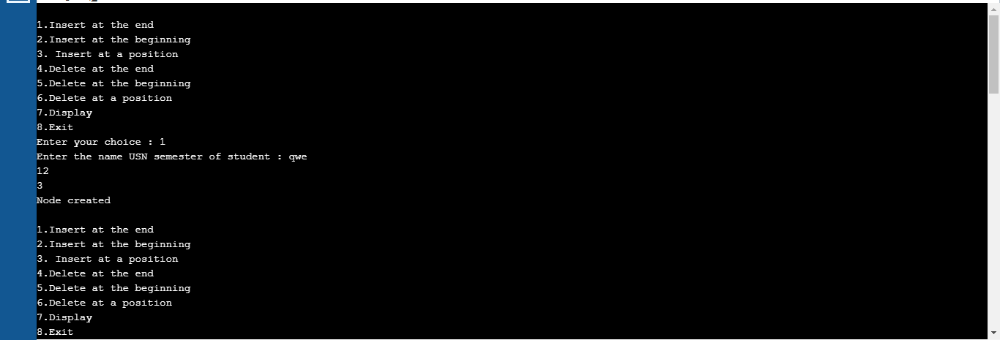 1.Insert at the end
2.Insert at the beginning
3. Insert at a position
4.Delete at the end
5.Delete at the beginning
6.Delete at a position
7.Display
8.Exit
Enter your choice : 1
Enter the name USN semester of student : qwe
12
3
Node created
1.Insert at the end
2.Insert at the beginning
3. Insert at a position
4.Delete at the end
5.Delete at the beginning
6.Delete at a position
7.Display
8.Exit